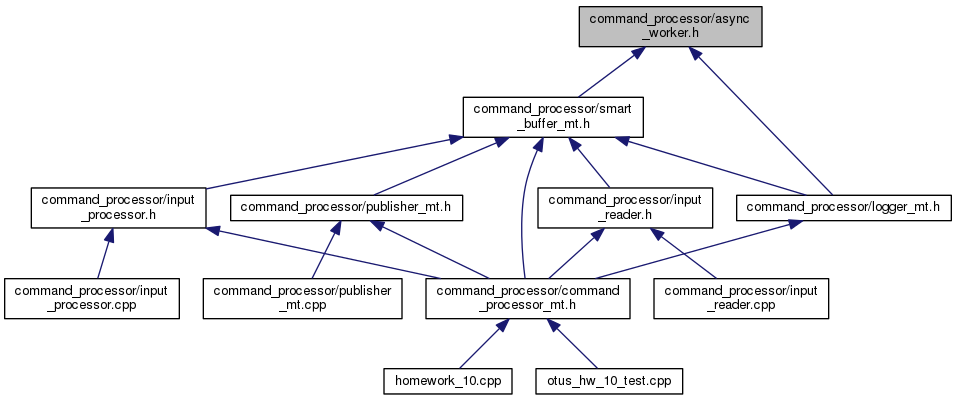 command_processor/async
_worker.h
command_processor/smart
_buffer_mt.h
command_processor/input
_processor.h
command_processor/publisher_mt.h
command_processor/input
_reader.h
command_processor/logger_mt.h
command_processor/input
_processor.cpp
command_processor/publisher
_mt.cpp
command_processor/command
_processor_mt.h
command_processor/input
_reader.cpp
homework_10.cpp
otus_hw_10_test.cpp